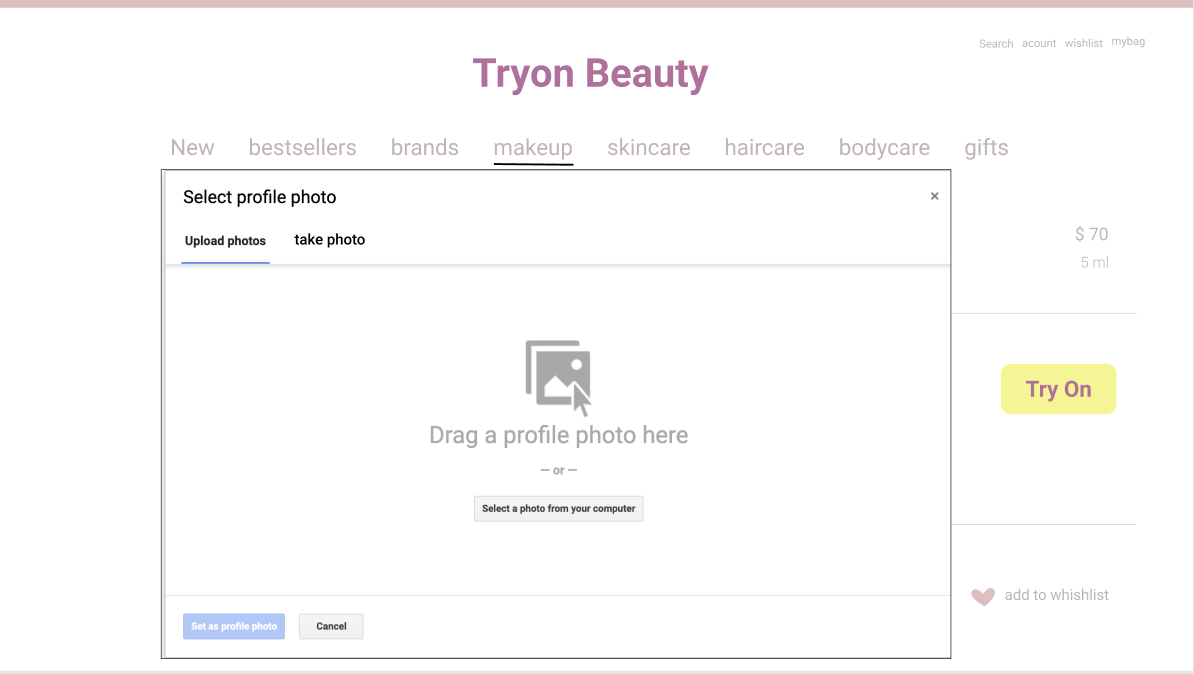 Search acount wishlist mybag
Tryon Beauty
New bestsellers brands makeup skincare haircare bodycare gifts
Select profile photo ×
Upload photos take photo
$ 70
5 ml
Try On
Drag a profile photo here
— or —
Select a photo from your computer
add to whishlist
Set as profile photo Cancel